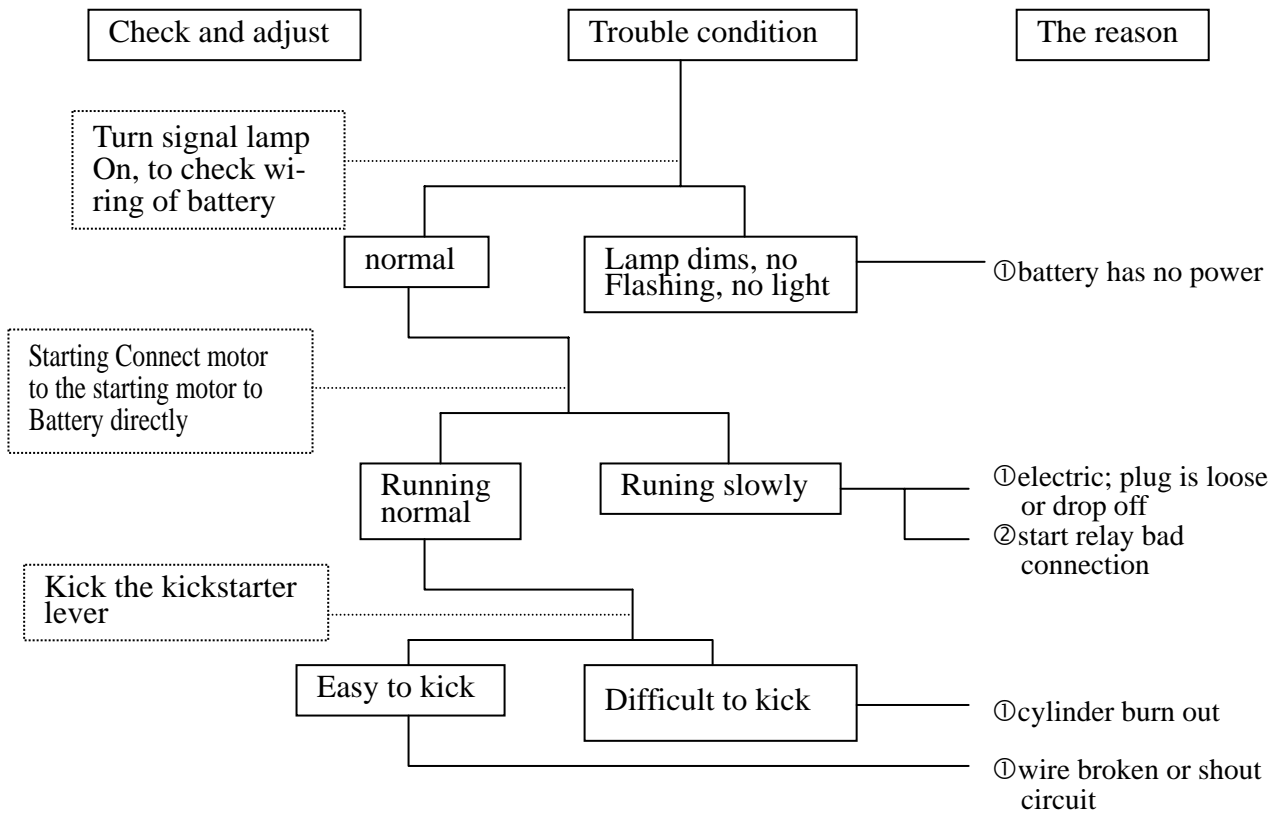 Check and adjust
Trouble condition
The reason
Turn signal lamp
On, to check wi-
ring of battery
normal
Lamp dims, no
Flashing, no light
①battery has no power
Starting Connect motor
to the starting motor to
Battery directly
Running
normal
Runing slowly
①electric; plug is loose
or drop off
②start relay bad
connection
Kick the kickstarter
lever
Easy to kick
Difficult to kick
①cylinder burn out
①wire broken or shout
circuit